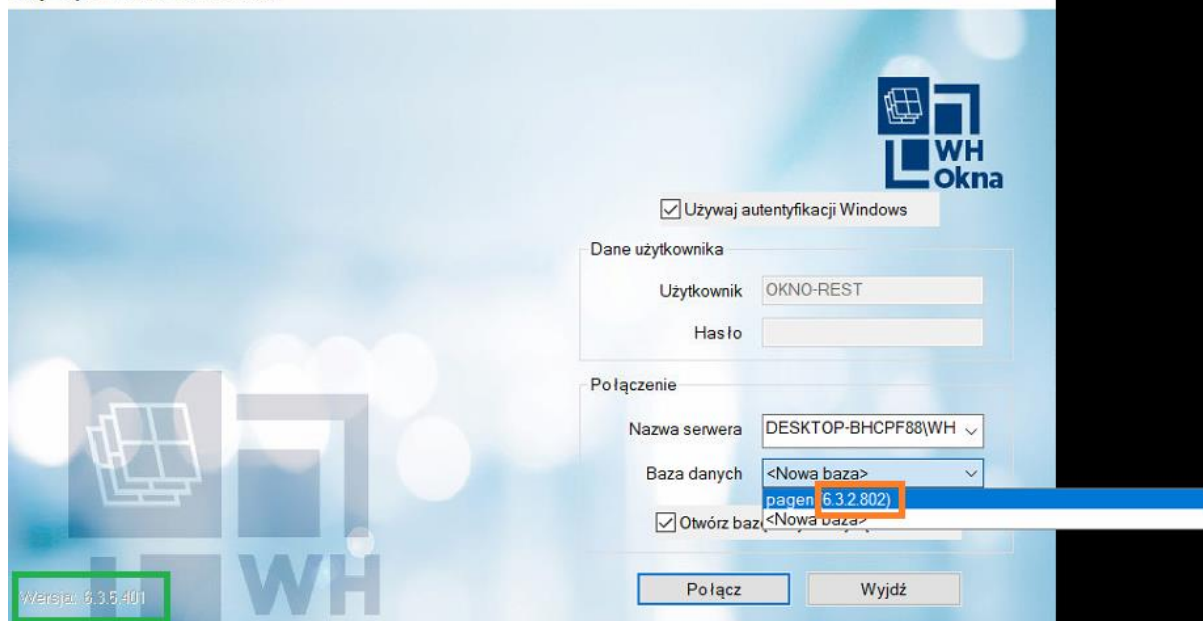 WH
Okna
Używaj autentyfikacji Windows
Dane użytkownika
Użytkownik OKNO-REST
Hasło
Połączenie
Nazwa serwera DESKTOP-BHCPF88\WH
Baza danych <Nowa baza>
pagen (6.3.2.802)
<Nowa baza>
Otwórz
Połącz Wyjdź
Wersja: 6.3.5.401
WH